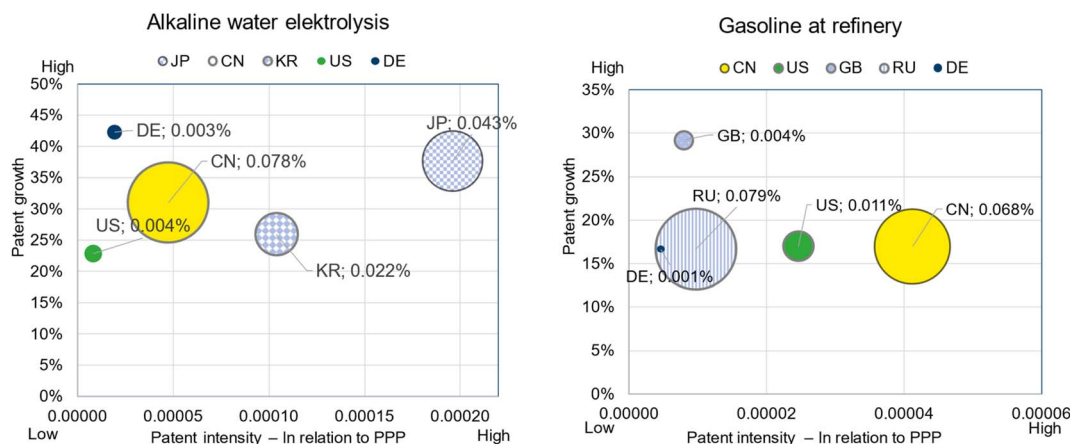 Alkaline water elektrolysis
JP CN KR US DE
High
50%
45%
40%
35%
30%
25%
20%
15%
10%
5%
0%
Patent growth
DE; 0.003%
JP; 0.043%
CN; 0.078%
US; 0.004%
KR; 0.022%
0.00000 0.00005 0.00010 0.00015 0.00020
Low Patent intensity – In relation to PPP High
Gasoline at refinery
CN US GB RU DE
High
35%
30%
25%
20%
15%
10%
5%
0%
Patent growth
GB; 0.004%
RU; 0.079%
US; 0.011%
CN; 0.068%
DE; 0.001%
0.00000 0.00002 0.00004 0.00006
Low Patent intensity – In relation to PPP High